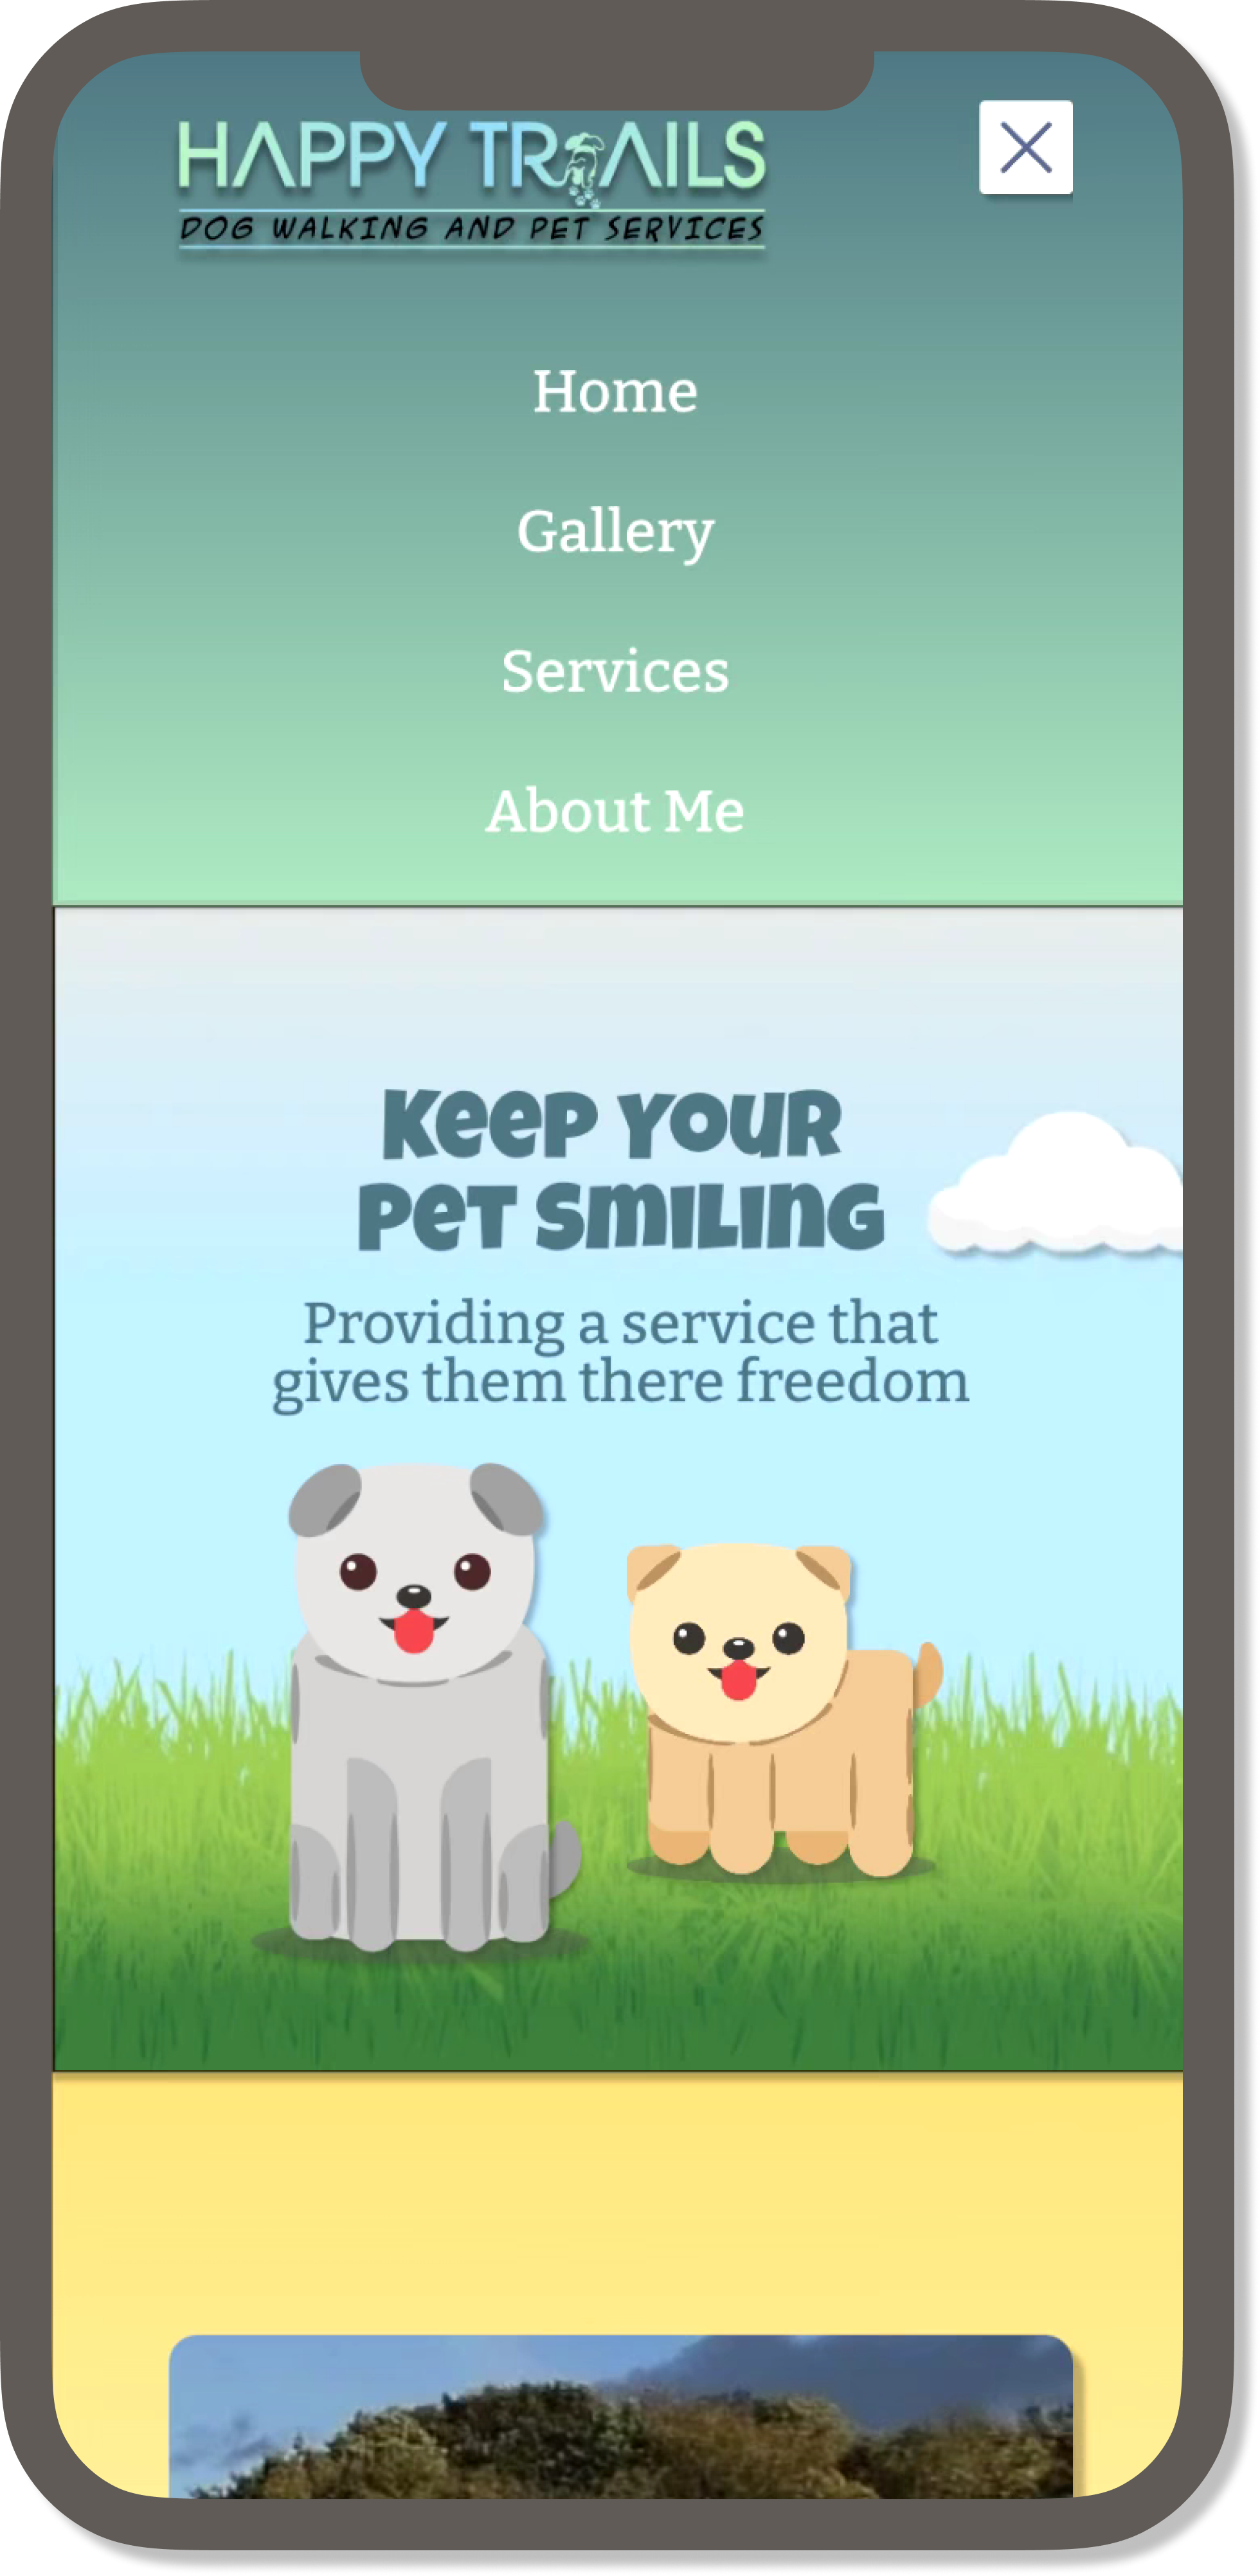 HAPPY TRAILS
DOG WALKING AND PET SERVICES
Home
Gallery
Services
About Me
Keep Your
Pet Smiling
Providing a service that
gives them there freedom